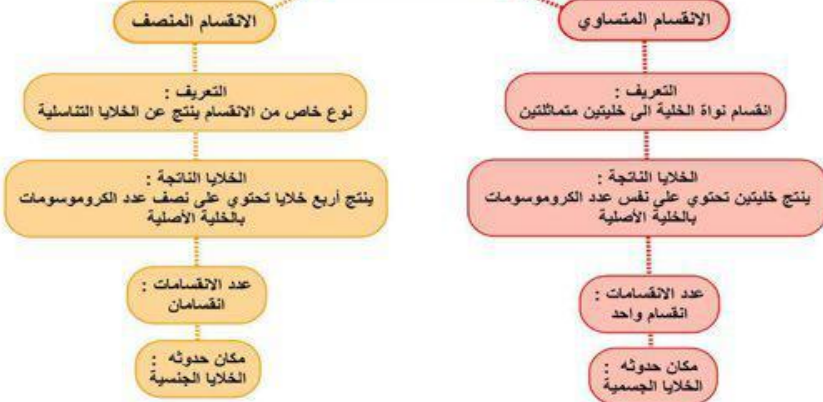 الانقسام المتساوي
التعريف :
انقسام نواة الخلية الى خليتين متماثلتين
الخلايا الناتجة :
ينتج خليتين تحتوي على نفس عدد الكروموسومات
بالخلية الأصلية
عدد الانقسامات :
انقسام واحد
مكان حدوثه :
الخلايا الجسمية
الانقسام المنصف
التعريف :
نوع خاص من الانقسام ينتج عن الخلايا التناسلية
الخلايا الناتجة :
ينتج أربع خلايا تحتوي على نصف عدد الكروموسومات
بالخلية الأصلية
عدد الانقسامات :
انقسامان
مكان حدوثه :
الخلايا الجنسية